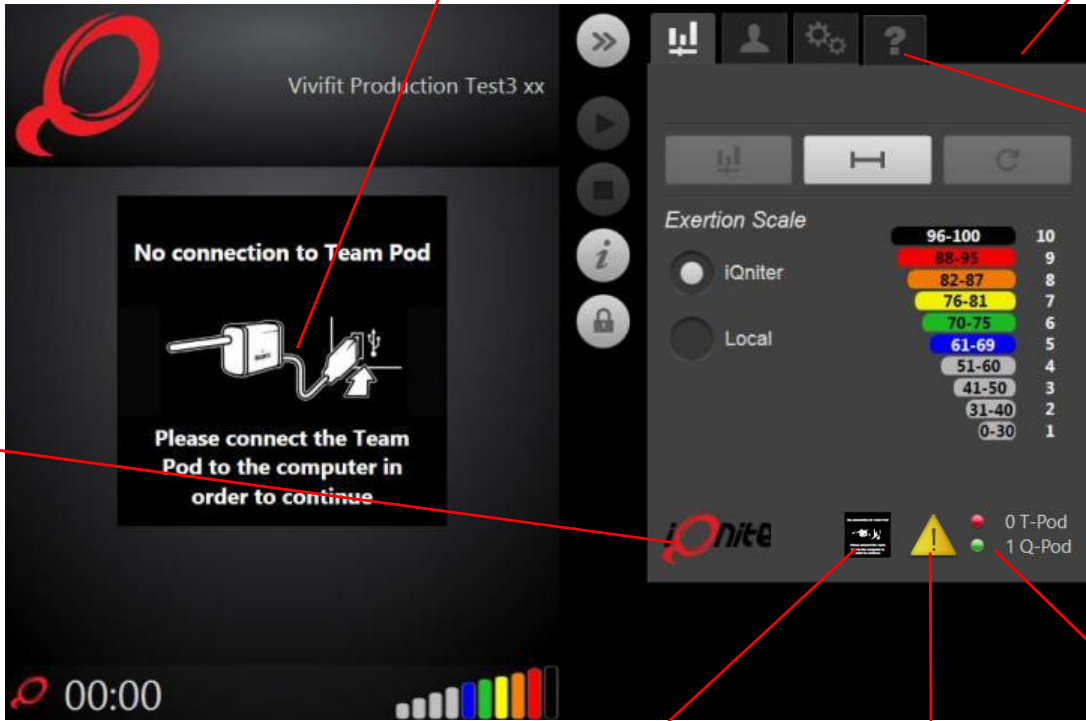 Vivifit Production Test3 xx
No connection to Team Pod
Please connect the Team
Pod to the computer in
order to continue
00:00
?
i
Exertion Scale
iQniter
Local
96-100 10
88-95 9
82-87 8
76-81 7
70-75 6
61-69 5
51-60 4
41-50 3
31-40 2
0-30 1
iQnite
!
0 T-Pod
1 Q-Pod